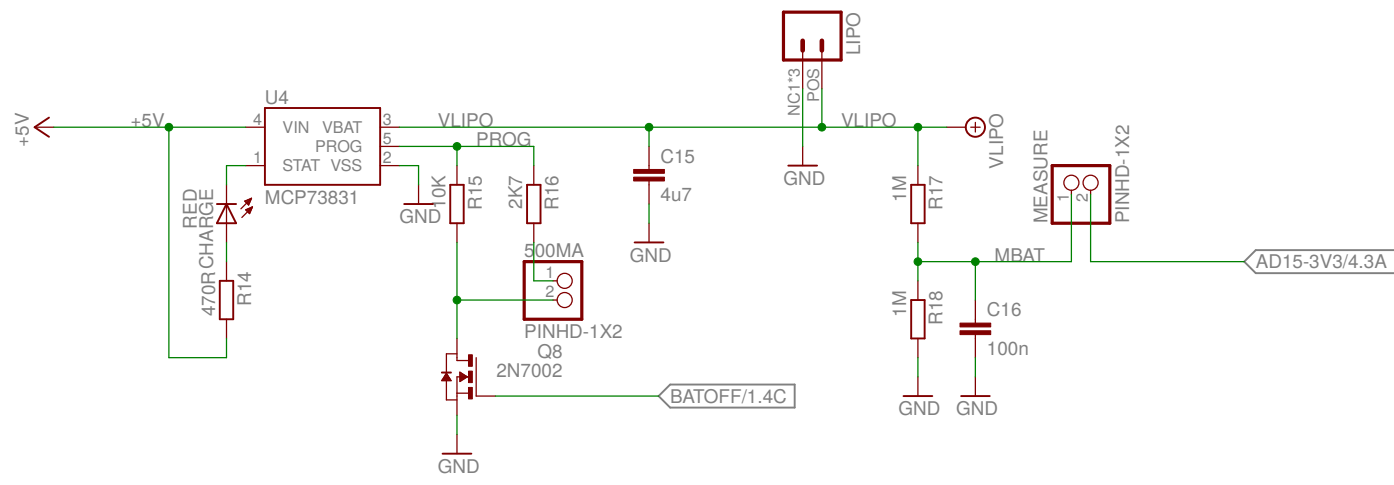 LIPO
NC1*3
POS
U4
+5V
+5V
4
VIN
VBAT
3
VLIPO
VLIPO
VLIPO
PROG
5
PROG
1
STAT
VSS
2
MCP73831
GND
10K
R15
2K7
R16
C15
4u7
GND
GND
1M
R17
MEASURE
1
2
PINHD-1X2
RED
CHARGE
470R
R14
500MA
1
2
PINHD-1X2
Q8
2N7002
MBAT
AD15-3V3/4.3A
1M
R18
C16
100n
BATOFF/1.4C
GND
GND
GND